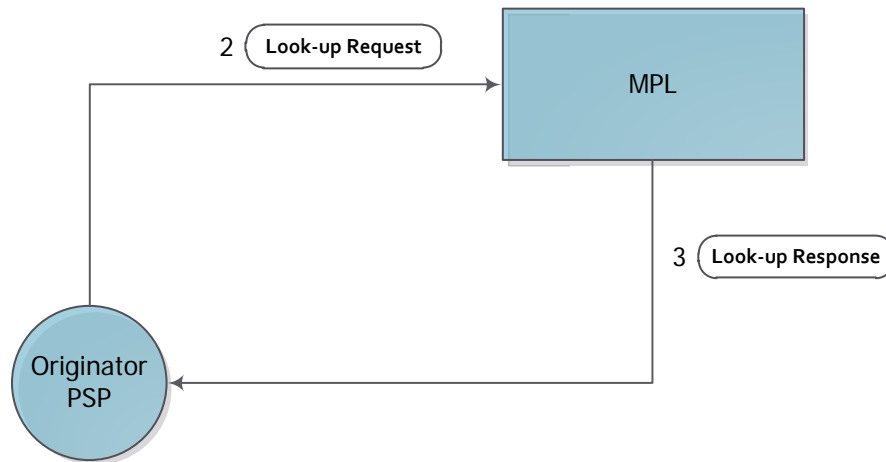 2 Look-up Request
MPL
3 Look-up Response
Originator
PSP